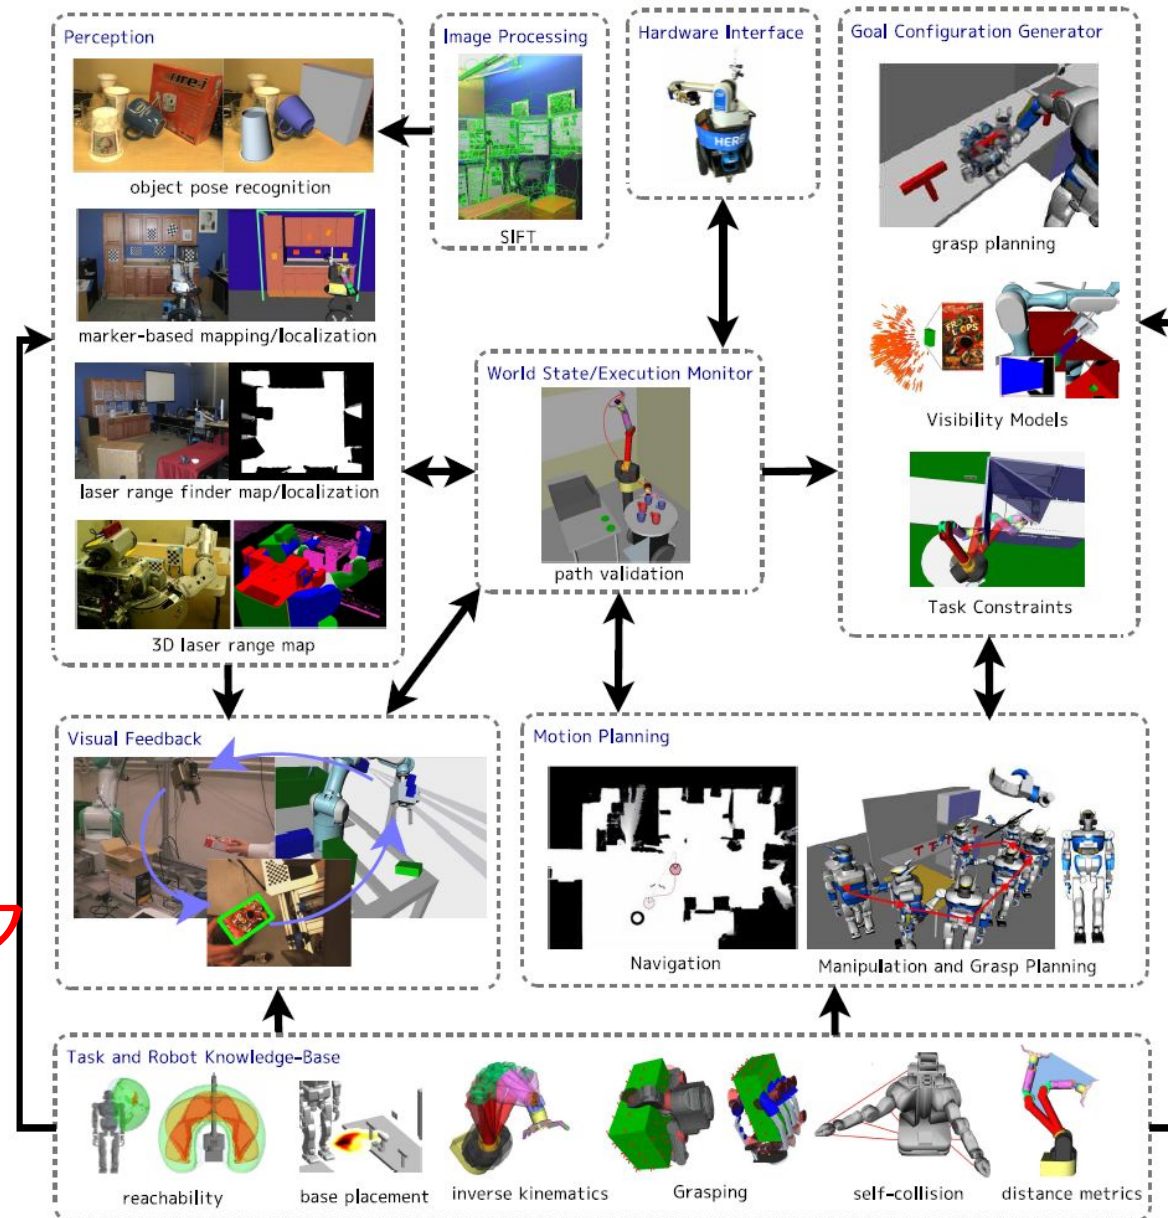 Perception
object pose recognition
marker-based mapping/localization
laser range finder map/localization
3D laser range map
Image Processing
SIFT
Hardware Interface
HERB
Goal Configuration Generator
grasp planning
FROOT
LOOPS
Visibility Models
Task Constraints
World State/Execution Monitor
path validation
Visual Feedback
Motion Planning
Navigation
Manipulation and Grasp Planning
Task and Robot Knowledge-Base
reachability
base placement
inverse kinematics
Grasping
self-collision
distance metrics